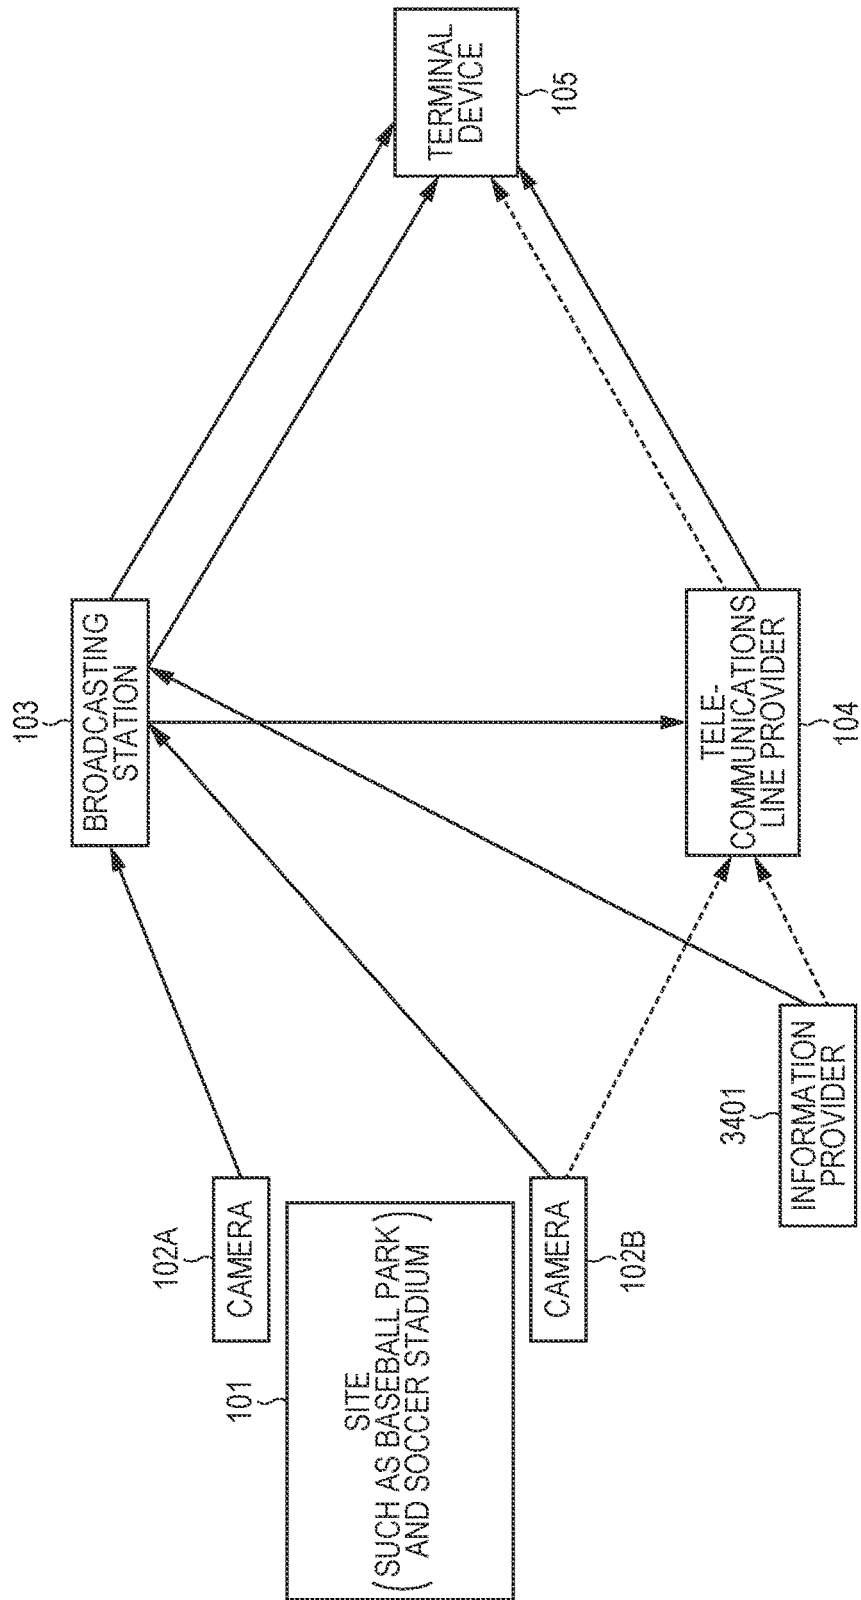 101
SITE
(SUCH AS BASEBALL PARK
AND SOCCER STADIUM)
102A
CAMERA
CAMERA
102B
3401
INFORMATION
PROVIDER
103
BROADCASTING
STATION
TELE-
COMMUNICATIONS
LINE PROVIDER
104
TERMINAL
DEVICE
105